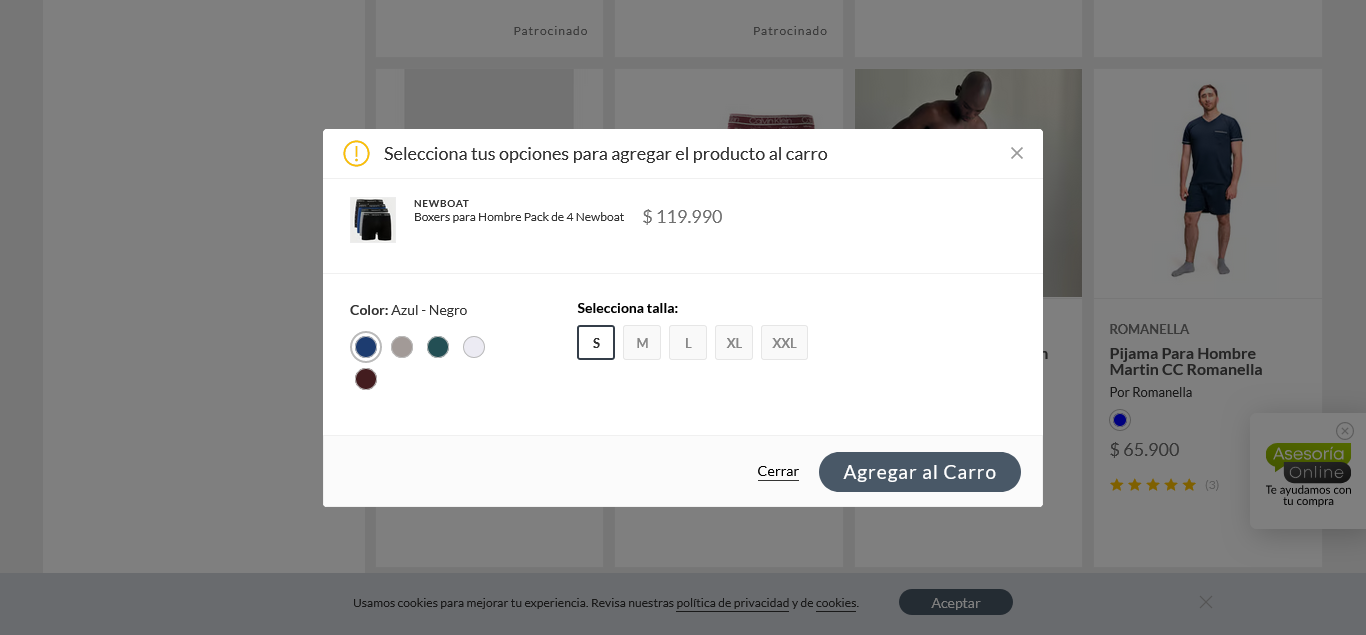 Patrocinado
Patrocinado
Calvin Klein
Selecciona tus opciones para agregar el producto al carro
NEWBOAT
Boxers para Hombre Pack de 4 Newboat
$ 119.990
Color: Azul - Negro
Selecciona talla:
S
M
L
XL
XXL
Cerrar
Agregar al Carro
ROMANELLA
Pijama Para Hombre
Martin CC Romanella
Por Romanella
$ 65.900
(3)
Asesoría
Online
Te ayudamos con
tu compra
Usamos cookies para mejorar tu experiencia. Revisa nuestras política de privacidad y de cookies.
Aceptar